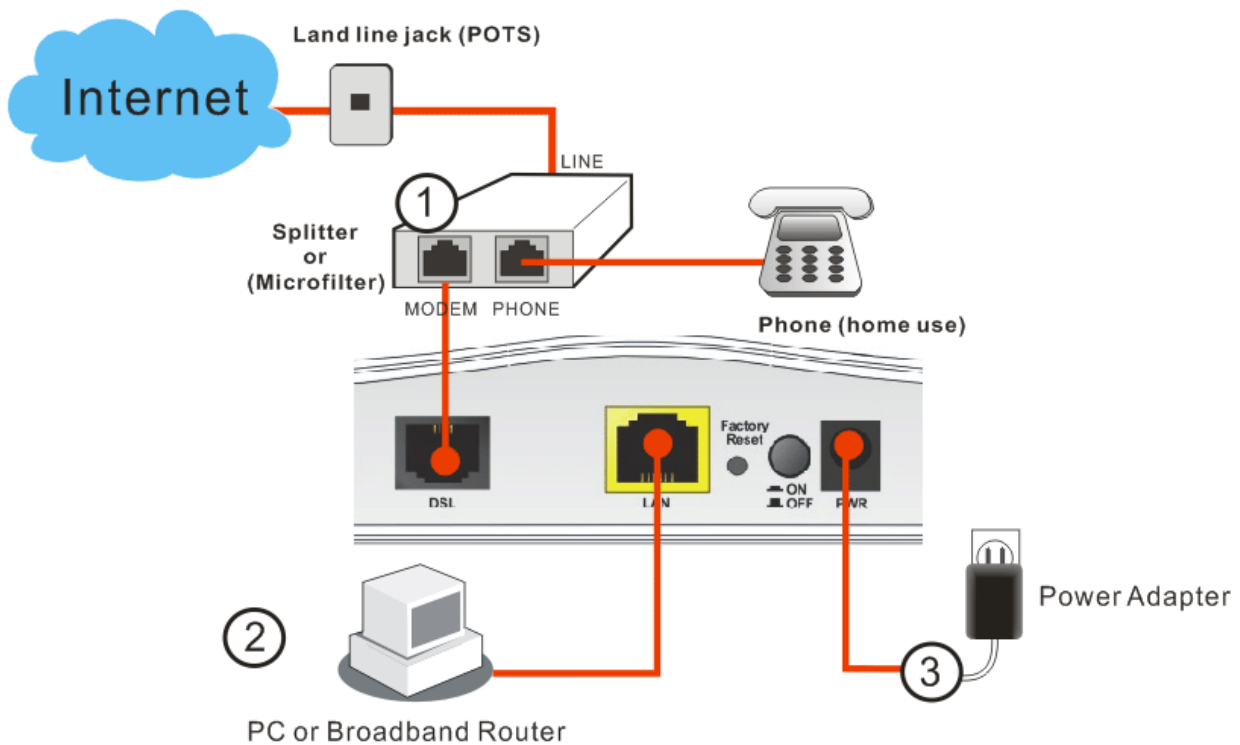 Land line jack (POTS)
Internet
LINE
1
Splitter
or
(Microfilter)
MODEM PHONE
Phone (home use)
Factory
Reset
ON
OFF
DSL
LAN
PWR
2
Power Adapter
3
PC or Broadband Router